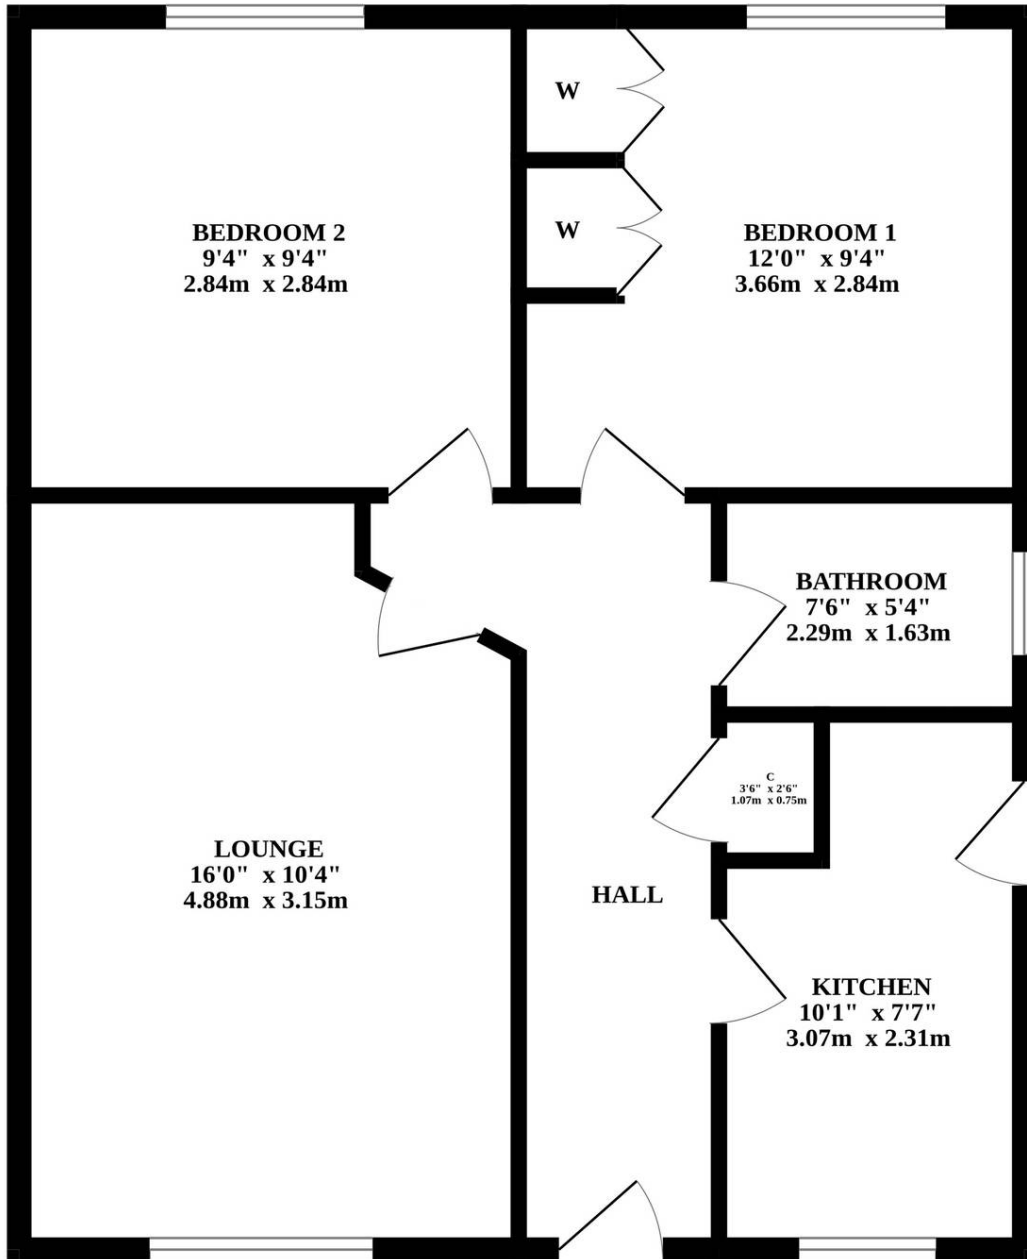 W
BEDROOM 2
9'4" x 9'4"
2.84m x 2.84m
W
BEDROOM 1
12'0" x 9'4"
3.66m x 2.84m
BATHROOM
7'6" x 5'4"
2.29m x 1.63m
C
3'6" x 2'6"
1.07m x 0.75m
LOUNGE
16'0" x 10'4"
4.88m x 3.15m
HALL
KITCHEN
10'1" x 7'7"
3.07m x 2.31m